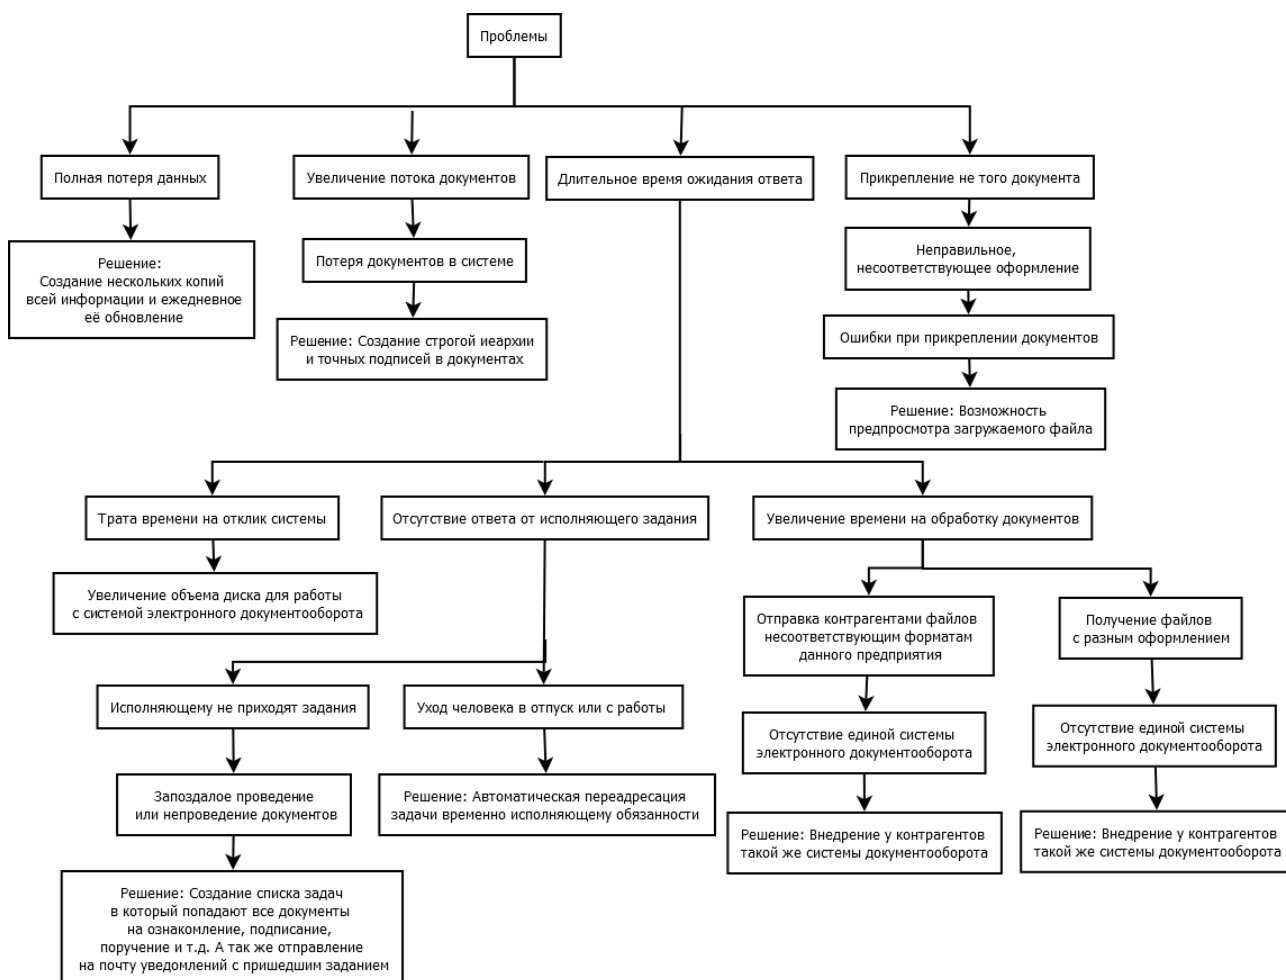 Проблемы
Полная потеря данных
Увеличение потока документов
Длительное время ожидания ответа
Прикрепление не того документа
Решение:
Создание нескольких копий
всей информации и ежедневное
её обновление
Потеря документов в системе
Решение: Создание строгой иеархии
и точных подписей в документах
Неправильное,
несоответствующее оформление
Ошибки при прикреплении документов
Решение: Возможность
предпросмотра загружаемого файла
Трата времени на отклик системы
Отсутствие ответа от исполняющего задания
Увеличение времени на обработку документов
Увеличение объема диска для работы
с системой электронного документооборота
Отправка контрагентами файлов
несоответствующим форматам
данного предприятия
Получение файлов
с разным оформлением
Исполняющему не приходят задания
Уход человека в отпуск или с работы
Отсутствие единой системы
электронного документооборота
Отсутствие единой системы
электронного документооборота
Запоздалое проведение
или непроведение документов
Решение: Автоматическая переадресация
задачи временно исполняющему обязанности
Решение: Внедрение у контрагентов
такой же системы документооборота
Решение: Внедрение у контрагентов
такой же системы документооборота
Решение: Создание списка задач
в который попадают все документы
на ознакомление, подписание,
поручение и т.д. А так же отправление
на почту уведомлений с пришедшим заданием